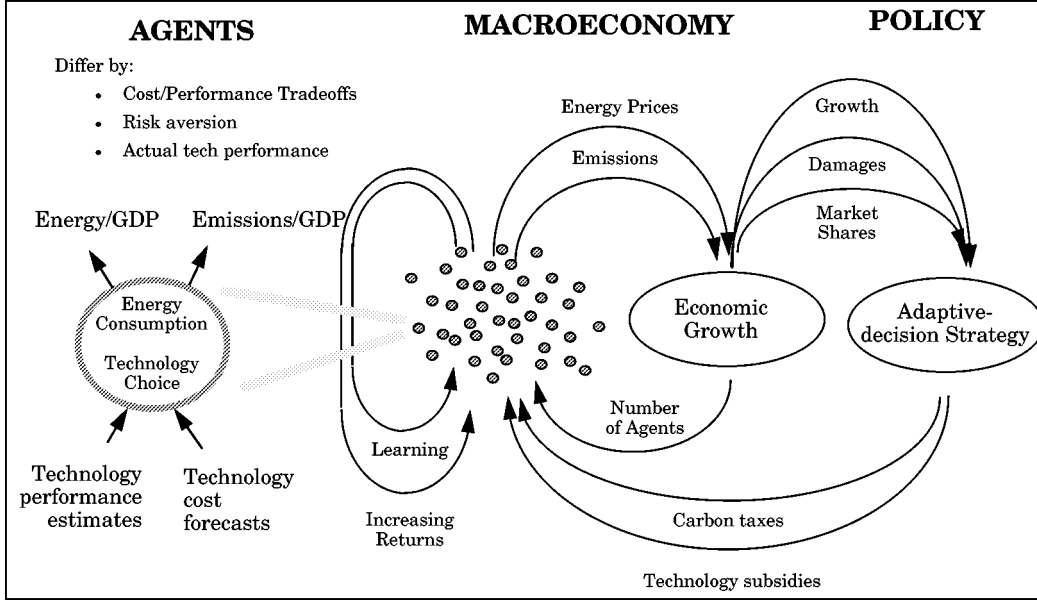 AGENTS
MACROECONOMY
POLICY
Differ by:
• Cost/Performance Tradeoffs
• Risk aversion
• Actual tech performance
Energy/GDP
Emissions/GDP
Energy
Consumption
Technology
Choice
Technology
performance
estimates
Technology
cost
forecasts
Learning
Increasing
Returns
Energy Prices
Emissions
Economic
Growth
Number
of Agents
Growth
Damages
Market
Shares
Adaptive-
decision Strategy
Carbon taxes
Technology subsidies